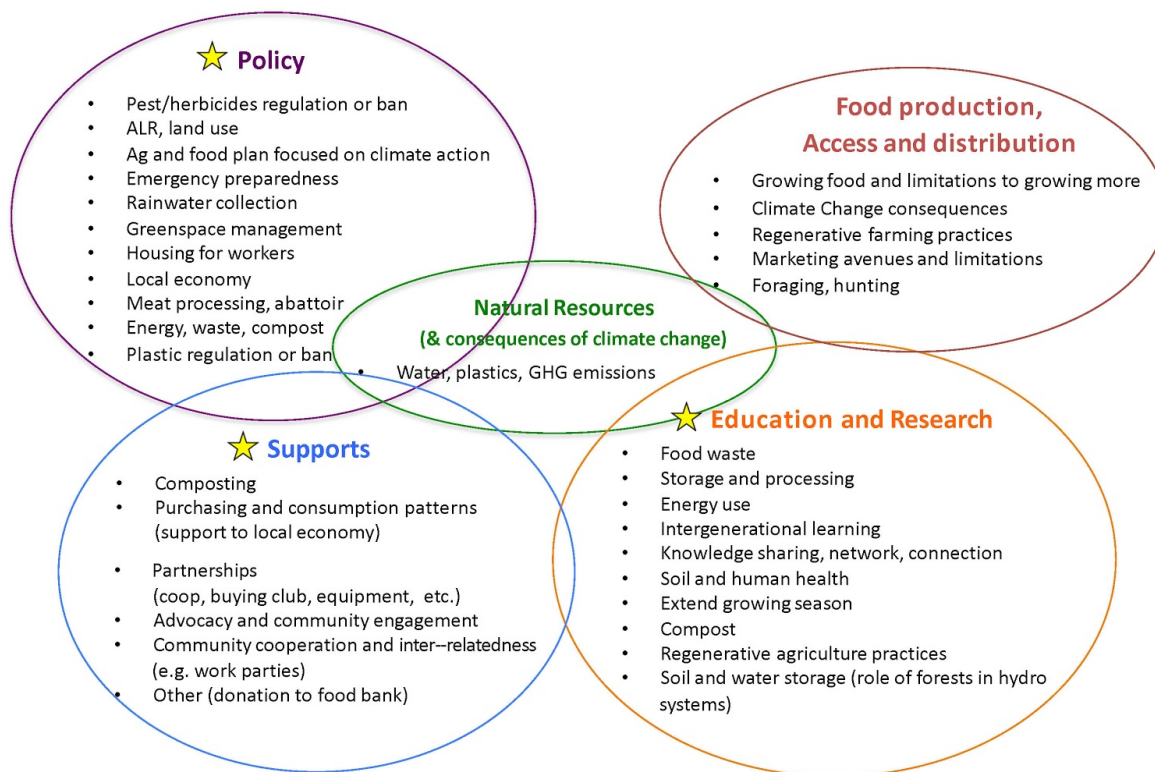 Policy
• Pest/herbicides regulation or ban
• ALR, land use
• Ag and food plan focused on climate action
• Emergency preparedness
• Rainwater collection
• Greenspace management
• Housing for workers
• Local economy
• Meat processing, abattoir
• Energy, waste, compost
• Plastic regulation or ban
Food production,
Access and distribution
• Growing food and limitations to growing more
• Climate Change consequences
• Regenerative farming practices
• Marketing avenues and limitations
• Foraging, hunting
Natural Resources
(& consequences of climate change)
• Water, plastics, GHG emissions
Supports
• Composting
• Purchasing and consumption patterns
(support to local economy)
• Partnerships
(coop, buying club, equipment, etc.)
• Advocacy and community engagement
• Community cooperation and inter--relatedness
(e.g. work parties)
• Other (donation to food bank)
Education and Research
• Food waste
• Storage and processing
• Energy use
• Intergenerational learning
• Knowledge sharing, network, connection
• Soil and human health
• Extend growing season
• Compost
• Regenerative agriculture practices
• Soil and water storage (role of forests in hydro
systems)